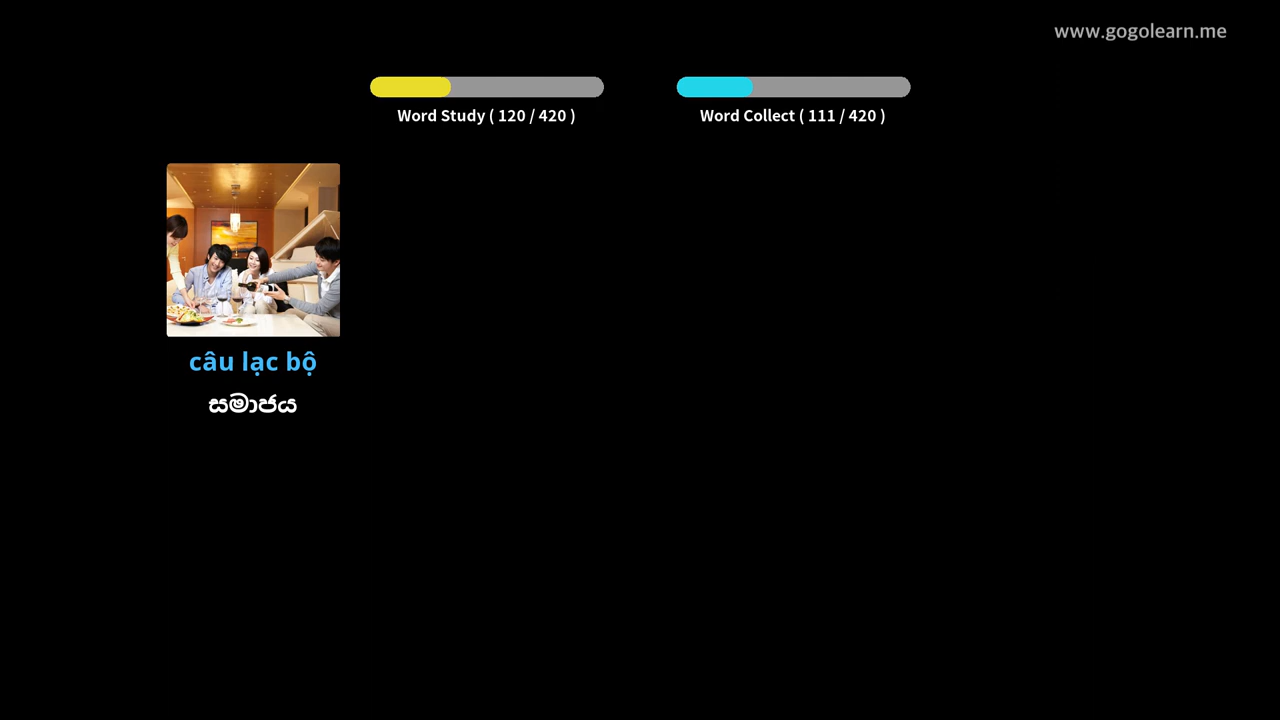 www.gogolearn.me
Word Study ( 120 / 420 )
Word Collect ( 111 / 420 )
câu lạc bộ
සමාජය